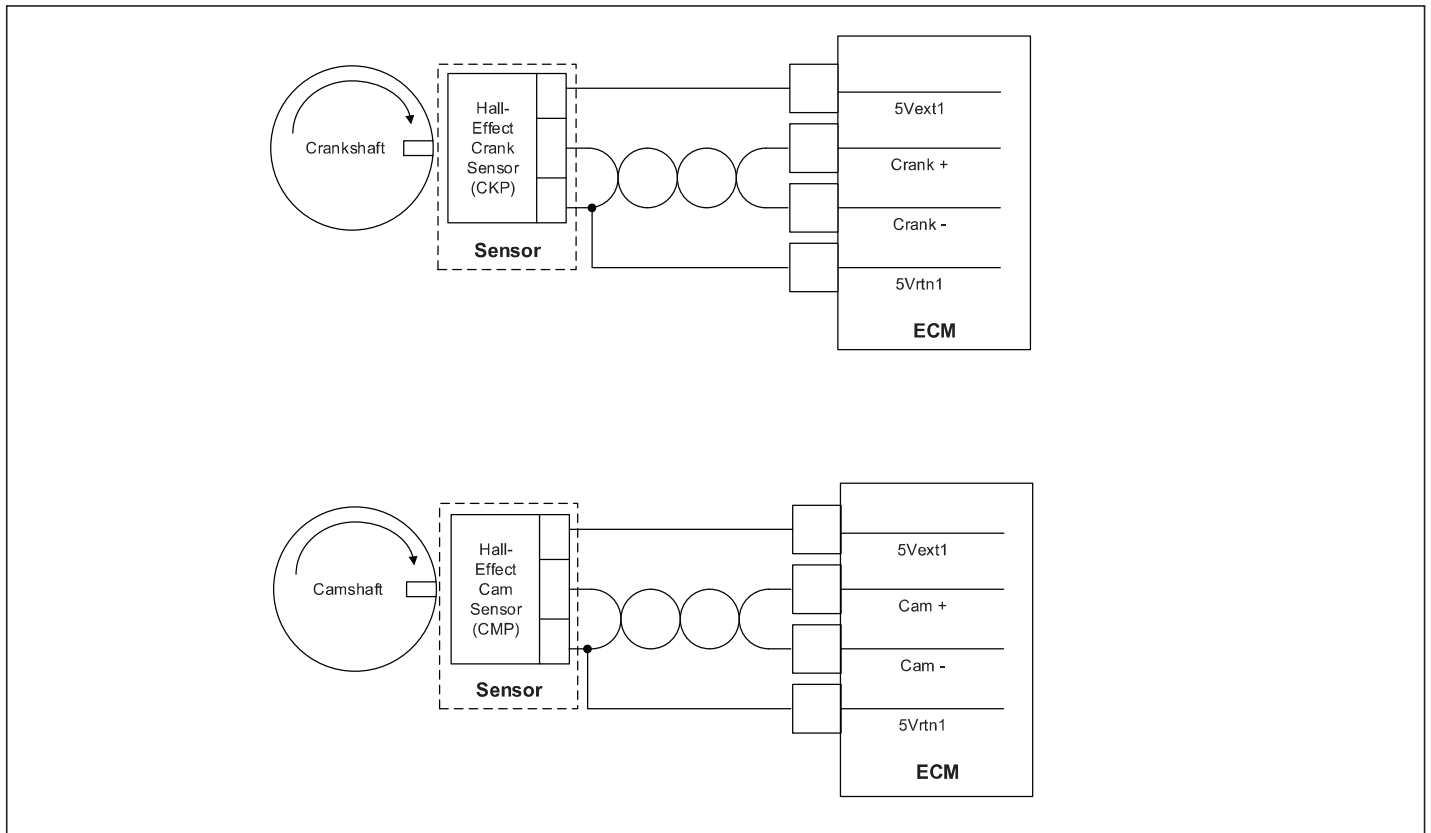 Crankshaft
Hall-
Effect
Crank
Sensor
(CKP)
Sensor
5Vext1
Crank +
Crank -
5Vrtn1
ECM
Camshaft
Hall-
Effect
Cam
Sensor
(CMP)
Sensor
5Vext1
Cam +
Cam -
5Vrtn1
ECM